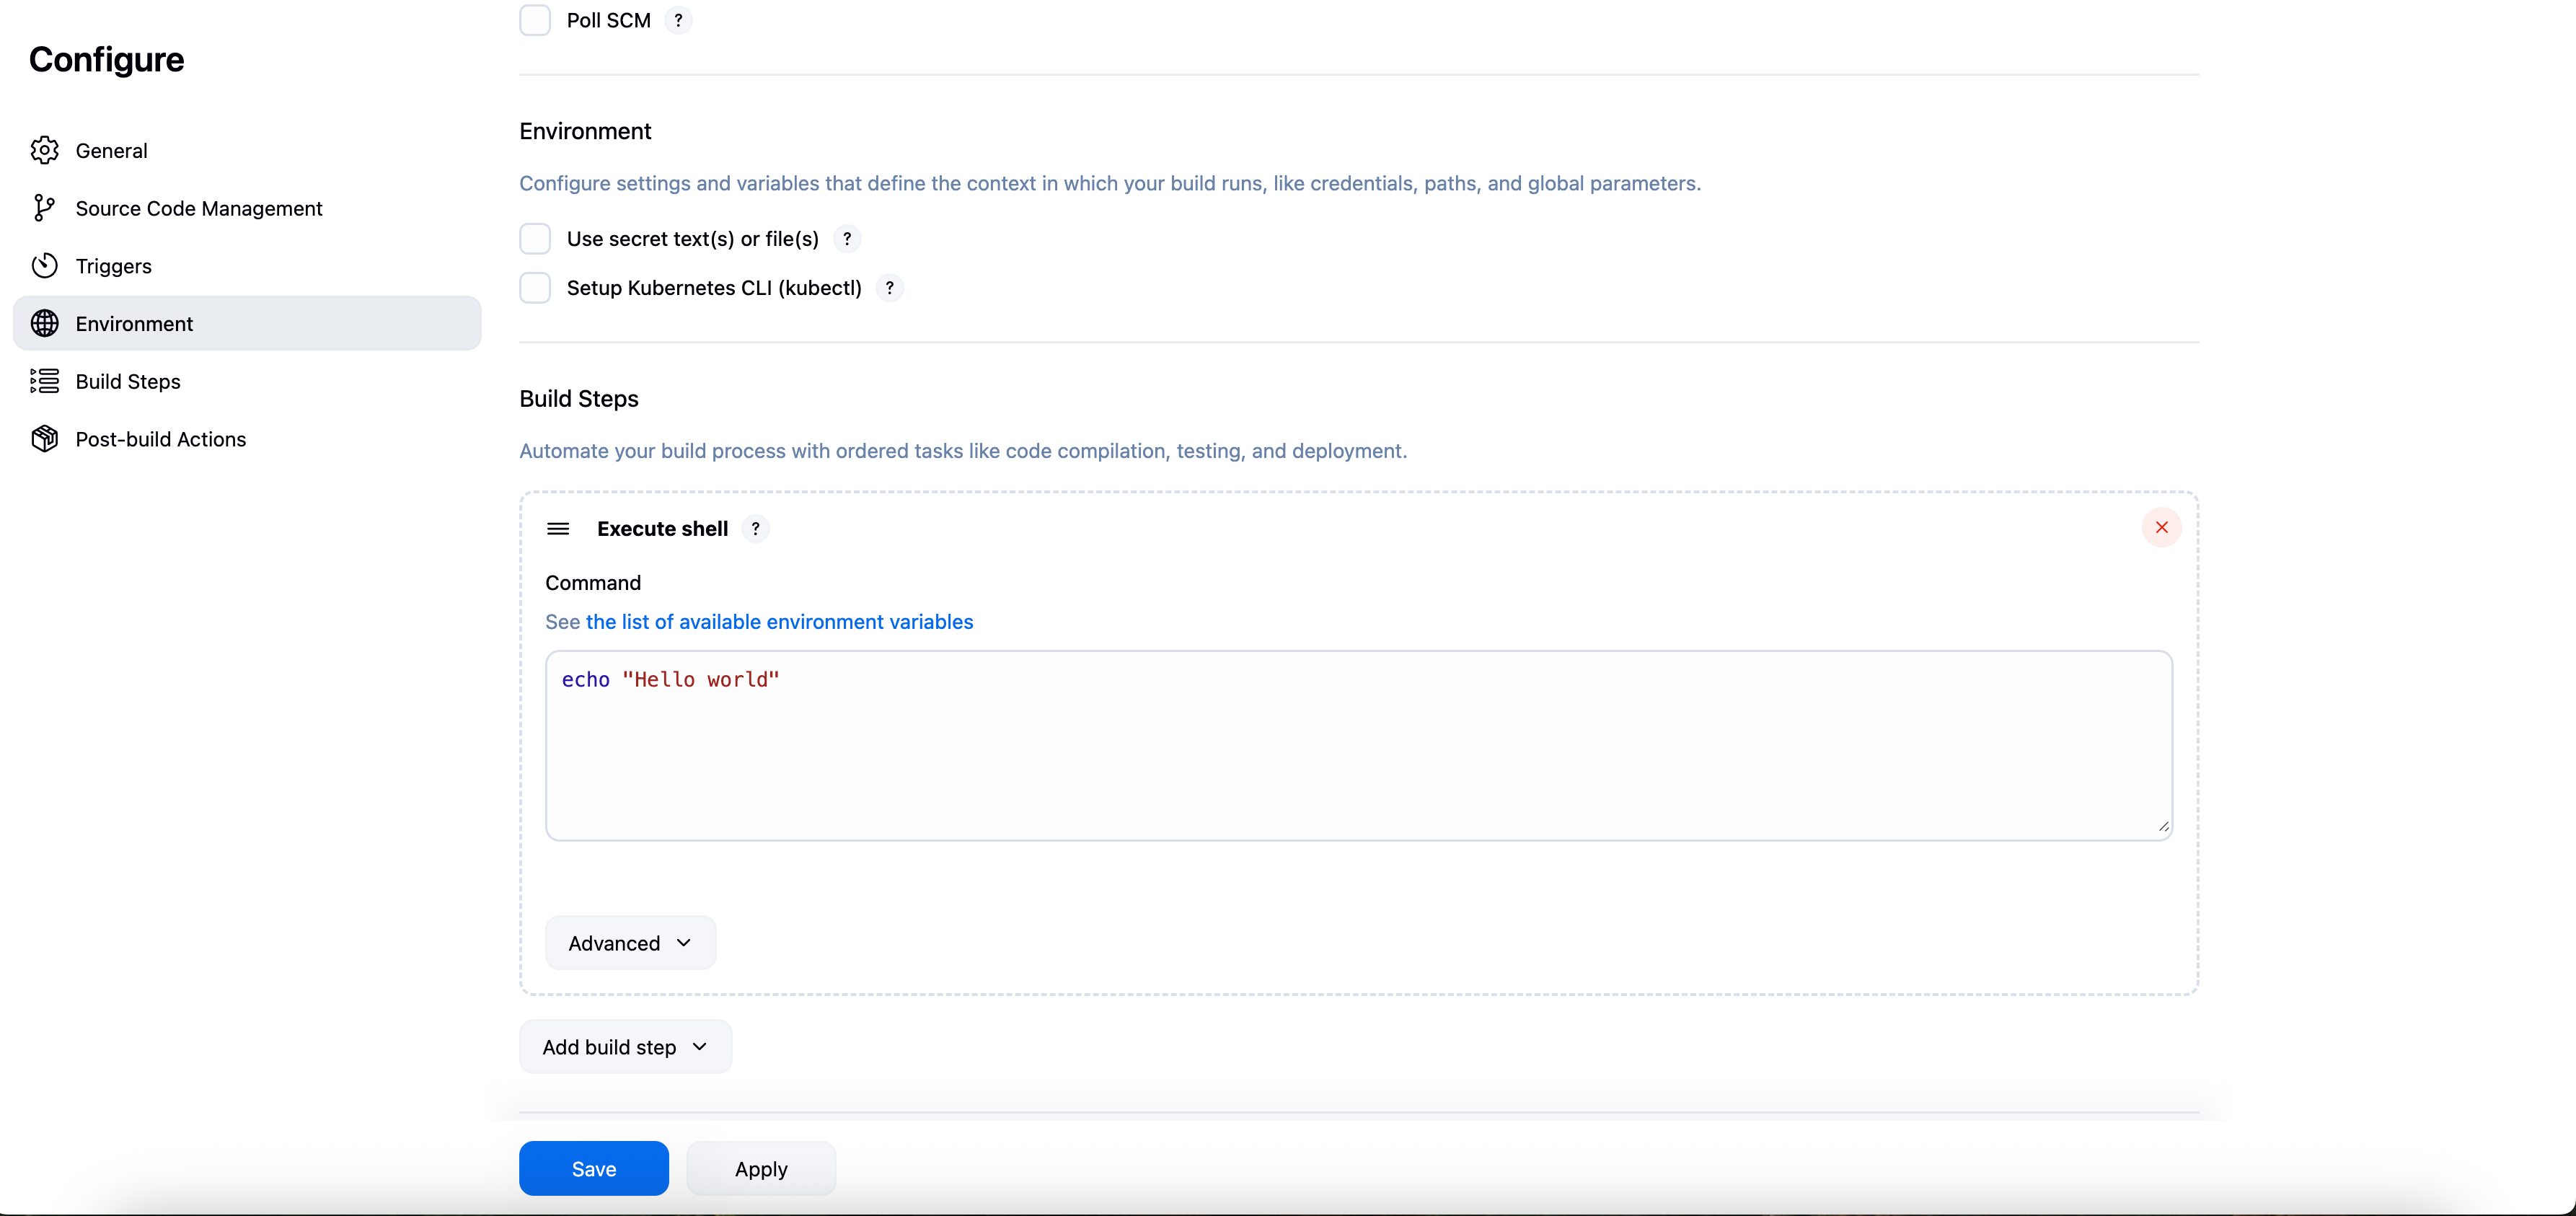 Configure
General
Source Code Management
Triggers
Environment
Build Steps
Post-build Actions
Poll SCM ?
Environment
Configure settings and variables that define the context in which your build runs, like credentials, paths, and global parameters.
Use secret text(s) or file(s) ?
Setup Kubernetes CLI (kubectl) ?
Build Steps
Automate your build process with ordered tasks like code compilation, testing, and deployment.
Execute shell ?
Command
See the list of available environment variables
echo "Hello world"
Advanced
Add build step
Save
Apply